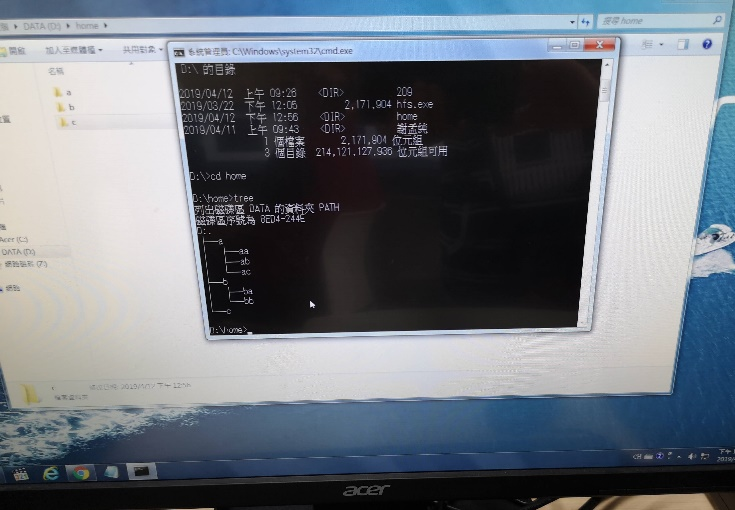 DATA (D:) ▸ home ▸
搜尋 home
開啟
加入至媒體櫃
共用對象
名稱
a
b
c
系統管理員: C:\Windows\system32\cmd.exe
D:\ 的目錄
2019/04/12 上午 09:26 <DIR> 209
2019/03/22 下午 12:05 2,171,904 hfs.exe
2019/04/12 下午 12:56 <DIR> home
2019/04/11 上午 09:43 <DIR>
1 個檔案 2,171,904 位元組
3 個目錄 214,121,127,936 位元組可用
D:\>cd home
D:\home>tree
列出磁碟區 DATA 的資料夾 PATH
磁碟區序號為 8ED4-244E
D:.
├─a
│ ├─aa
│ ├─ab
│ └─ac
├─b
│ ├─ba
│ └─bb
└─c
D:\home>
Acer (C:)
DATA (D:)
網路
acer